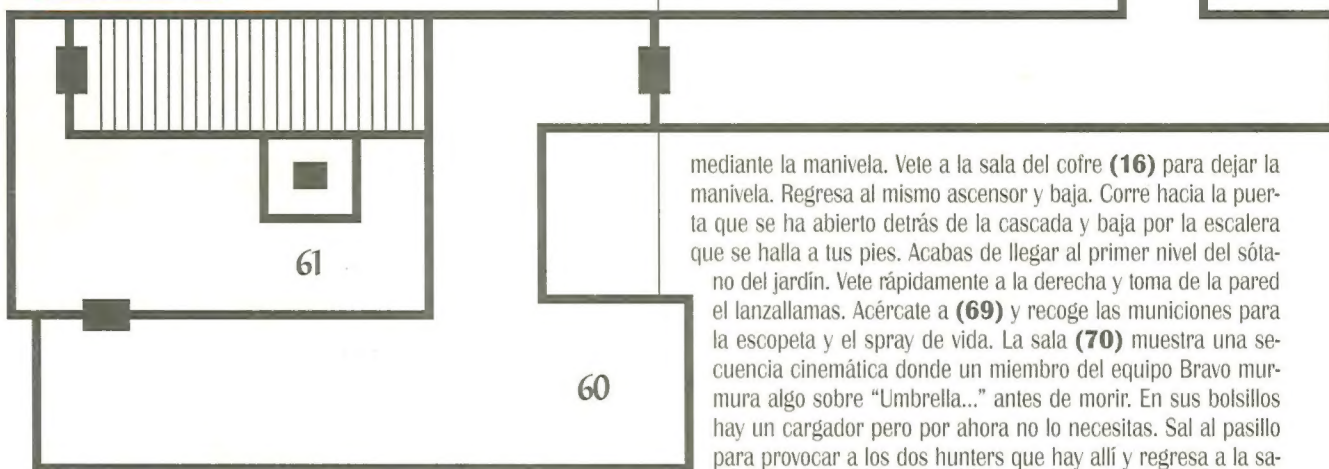 mediante la manivela. Vete a la sala del cofre (16) para dejar la
manivela. Regresa al mismo ascensor y baja. Corre hacia la puer-
ta que se ha abierto detrás de la cascada y baja por la escalera
que se halla a tus pies. Acabas de llegar al primer nivel del sóta-
no del jardín. Vete rápidamente a la derecha y toma de la pared
el lanzallamas. Acércate a (69) y recoge las municiones para
la escopeta y el spray de vida. La sala (70) muestra una se-
cuencia cinemática donde un miembro del equipo Bravo mur-
mura algo sobre "Umbrella..." antes de morir. En sus bolsillos
hay un cargador pero por ahora no lo necesitas. Sal al pasillo
para provocar a los dos hunters que hay allí y regresa a la sa-
61
60